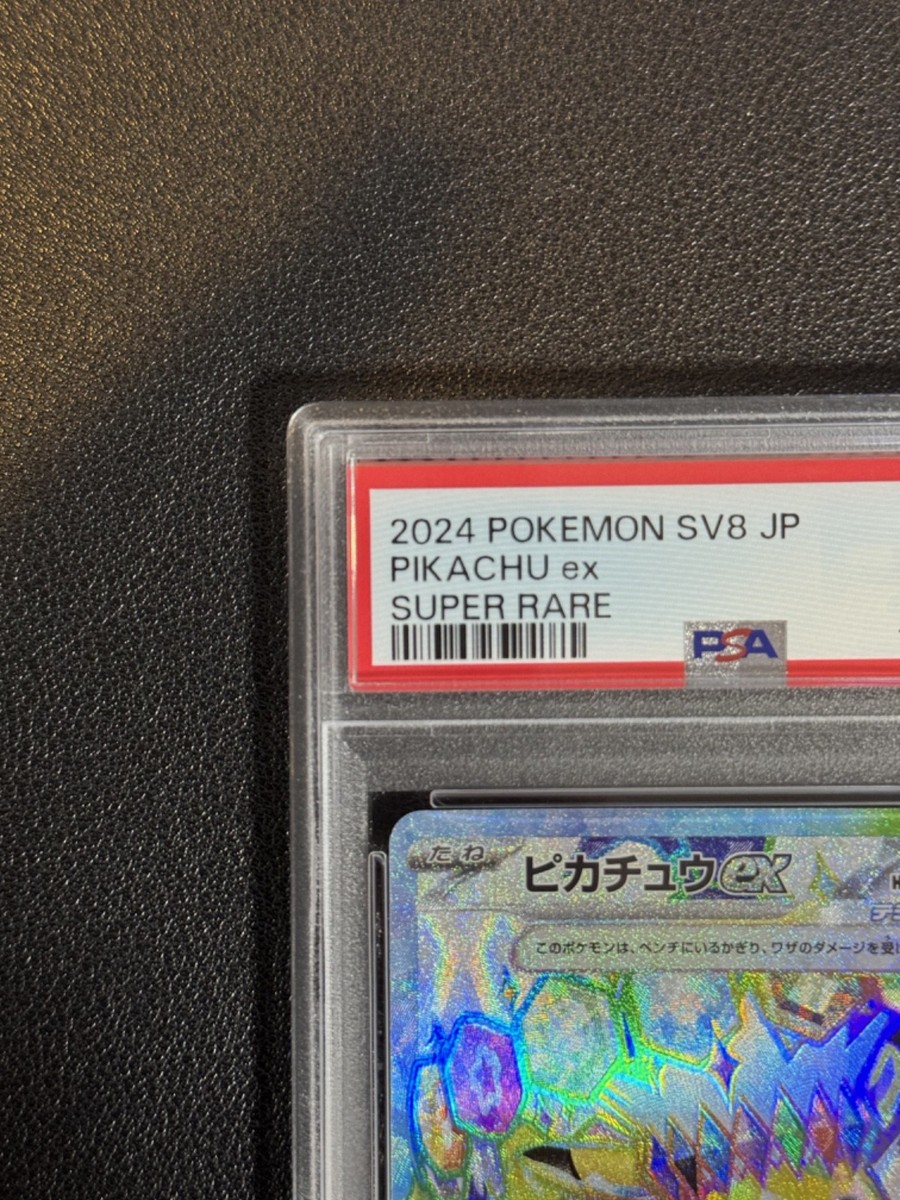 2024 POKEMON SV8 JP
PIKACHU ex
SUPER RARE
PSA
たね
ピカチュウex
このポケモンは、ベンチにいるかぎり、ワザのダメージを受